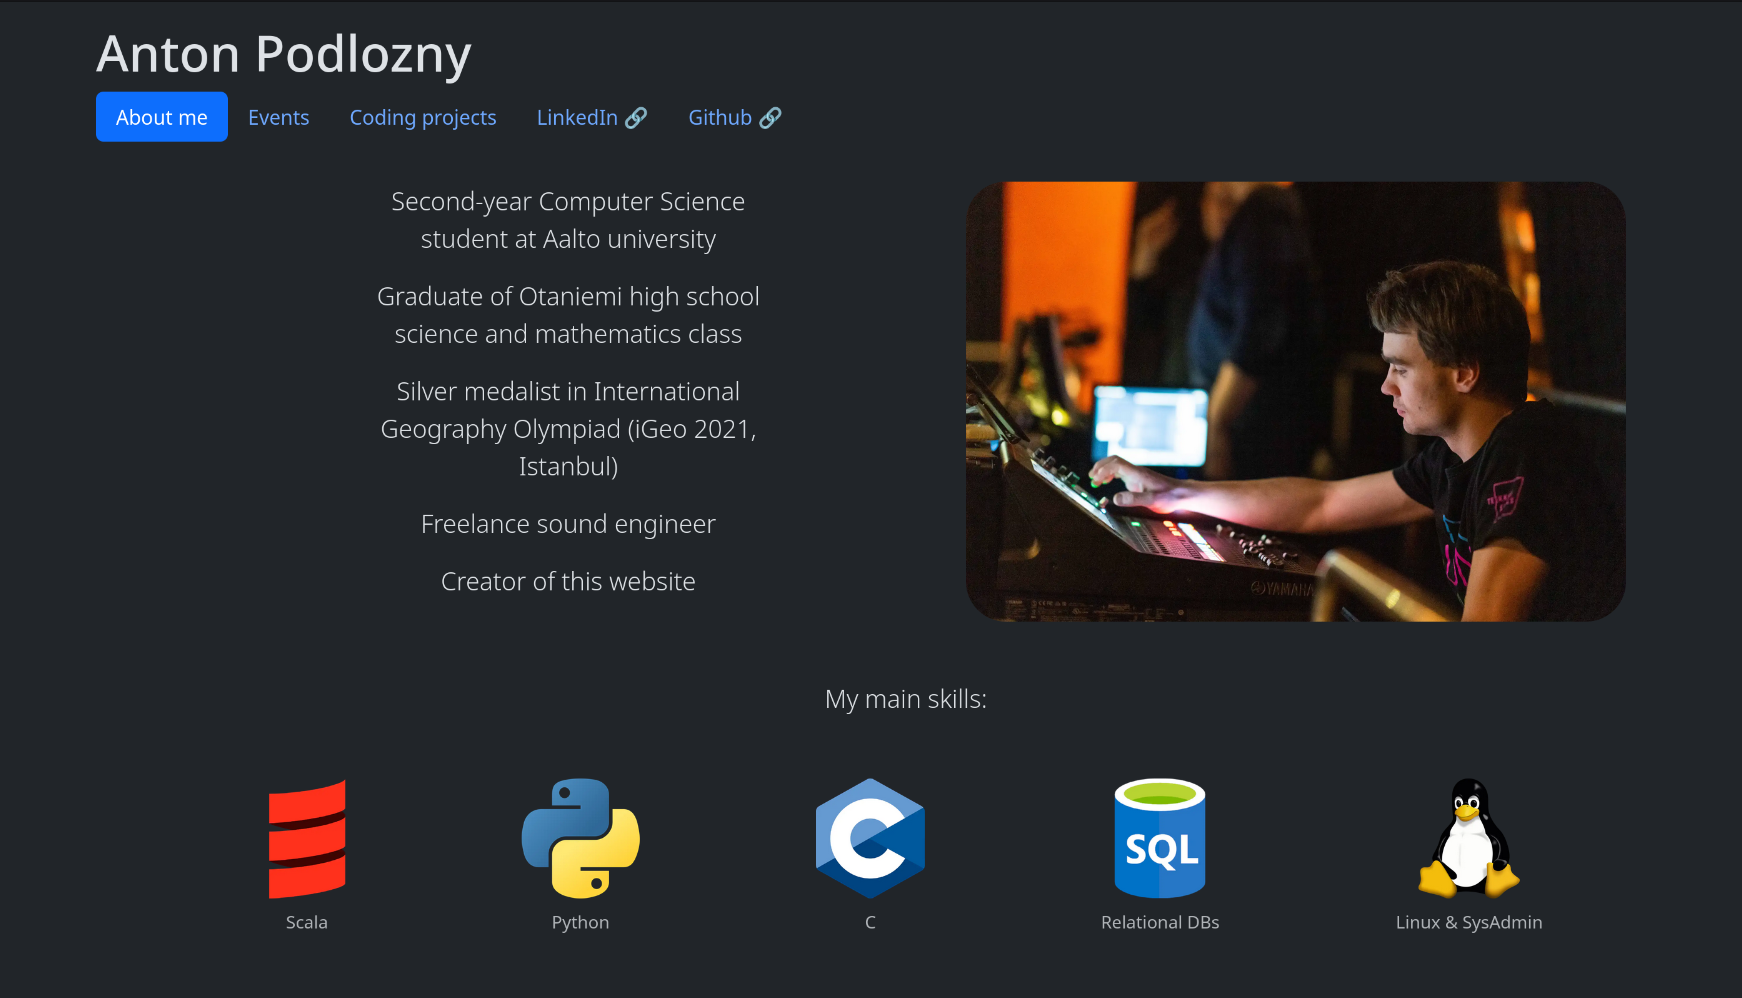 Anton Podlozny
About me
Events
Coding projects
LinkedIn
Github
Second-year Computer Science
student at Aalto university
Graduate of Otaniemi high school
science and mathematics class
Silver medalist in International
Geography Olympiad (iGeo 2021,
Istanbul)
Freelance sound engineer
Creator of this website
YAMAHA
My main skills:
SQL
Scala
Python
C
Relational DBs
Linux & SysAdmin